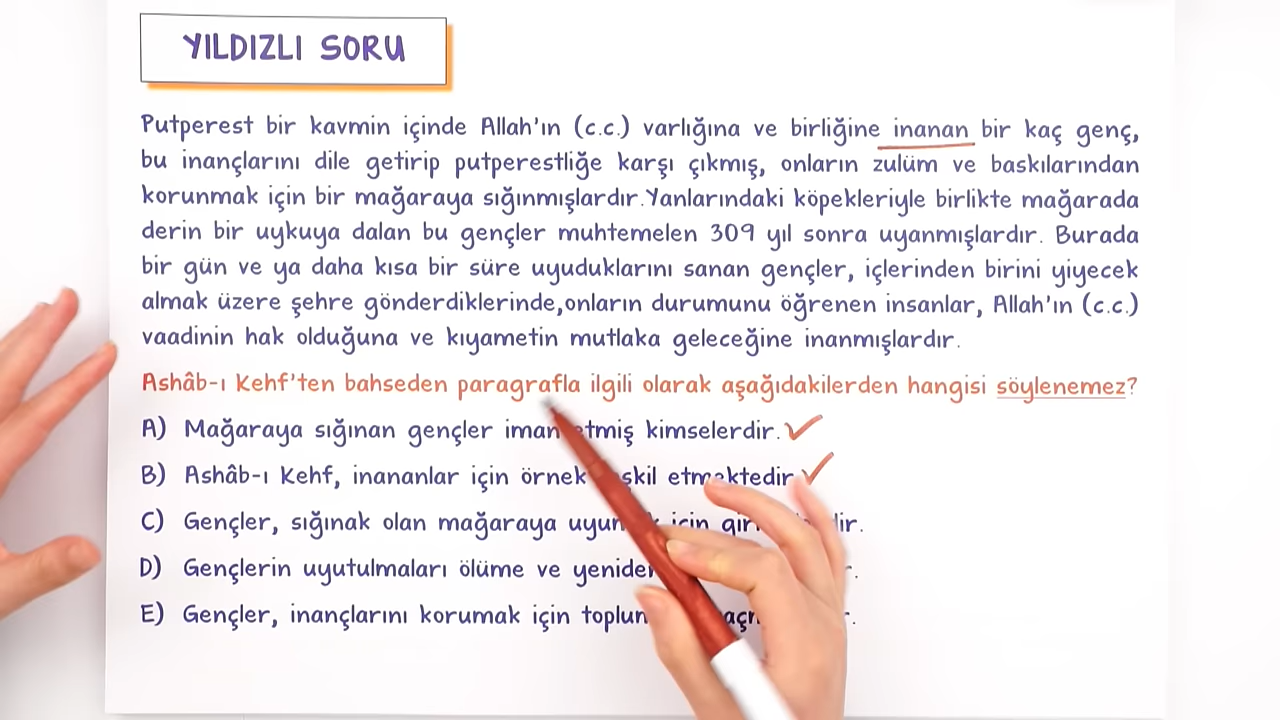 YILDIZLI SORU
Putperest bir kavmin içinde Allah'ın (c.c.) varlığına ve birliğine inanan bir kaç genç,
bu inançlarını dile getirip putperestliğe karşı çıkmış, onların zulüm ve baskılarından
korunmak için bir mağaraya sığınmışlardır.Yanlarındaki köpekleriyle birlikte mağarada
derin bir uykuya dalan bu gençler muhtemelen 309 yıl sonra uyanmışlardır. Burada
bir gün ve ya daha kısa bir süre uyuduklarını sanan gençler, içlerinden birini yiyecek
almak üzere şehre gönderdiklerinde,onların durumunu öğrenen insanlar, Allah'ın (c.c.)
vaadinin hak olduğuna ve kıyametin mutlaka geleceğine inanmışlardır.
Ashâb-ı Kehf'ten bahseden paragrafla ilgili olarak aşağıdakilerden hangisi söylenemez?
A) Mağaraya sığınan gençler iman etmiş kimselerdir.
B) Ashâb-ı Kehf, inananlar için örnek etmektedir.
C) Gençler, sığınak olan mağaraya için
D) Gençlerin uyutulmaları ölüme ve
E) Gençler, inançlarını korumak için